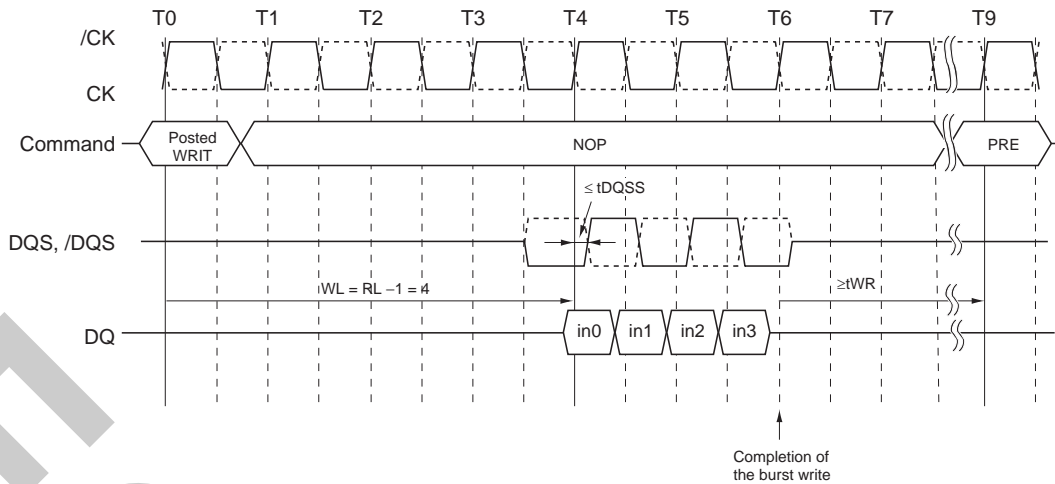 T0 T1 T2 T3 T4 T5 T6 T7 T9
/CK
CK
Command
Posted
WRIT
NOP
PRE
≤ tDQSS
DQS, /DQS
WL = RL −1 = 4
≥tWR
DQ
in0 in1 in2 in3
Completion of
the burst write